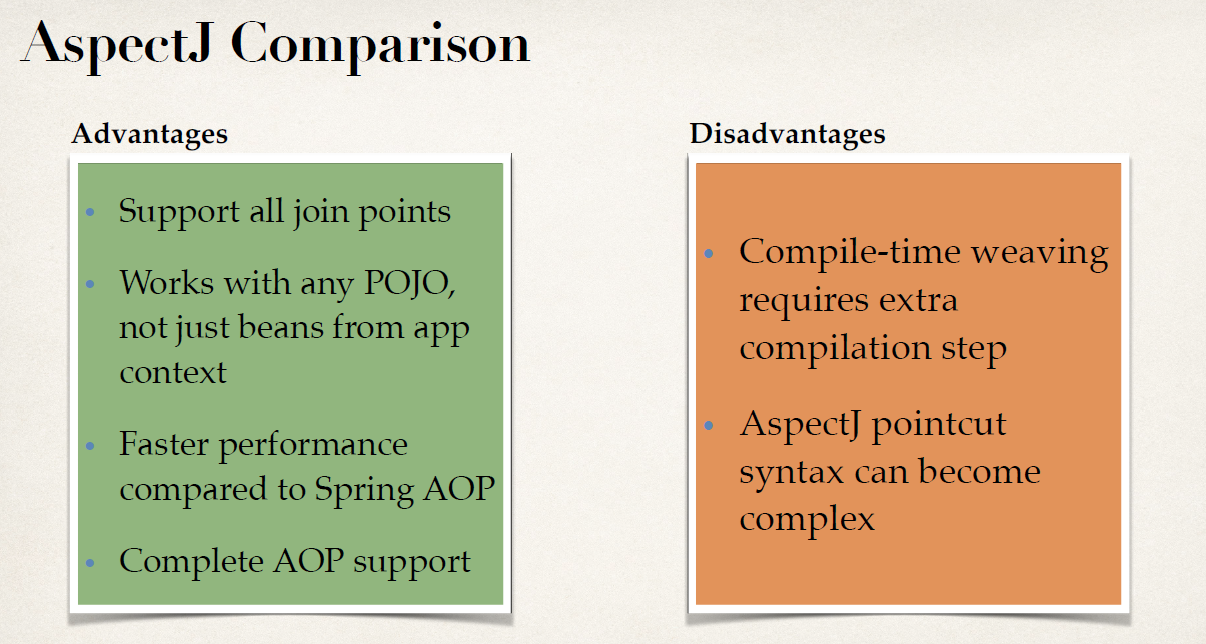 AspectJ Comparison
Advantages
• Support all join points
• Works with any POJO,
not just beans from app
context
• Faster performance
compared to Spring AOP
• Complete AOP support
Disadvantages
• Compile-time weaving
requires extra
compilation step
• AspectJ pointcut
syntax can become
complex